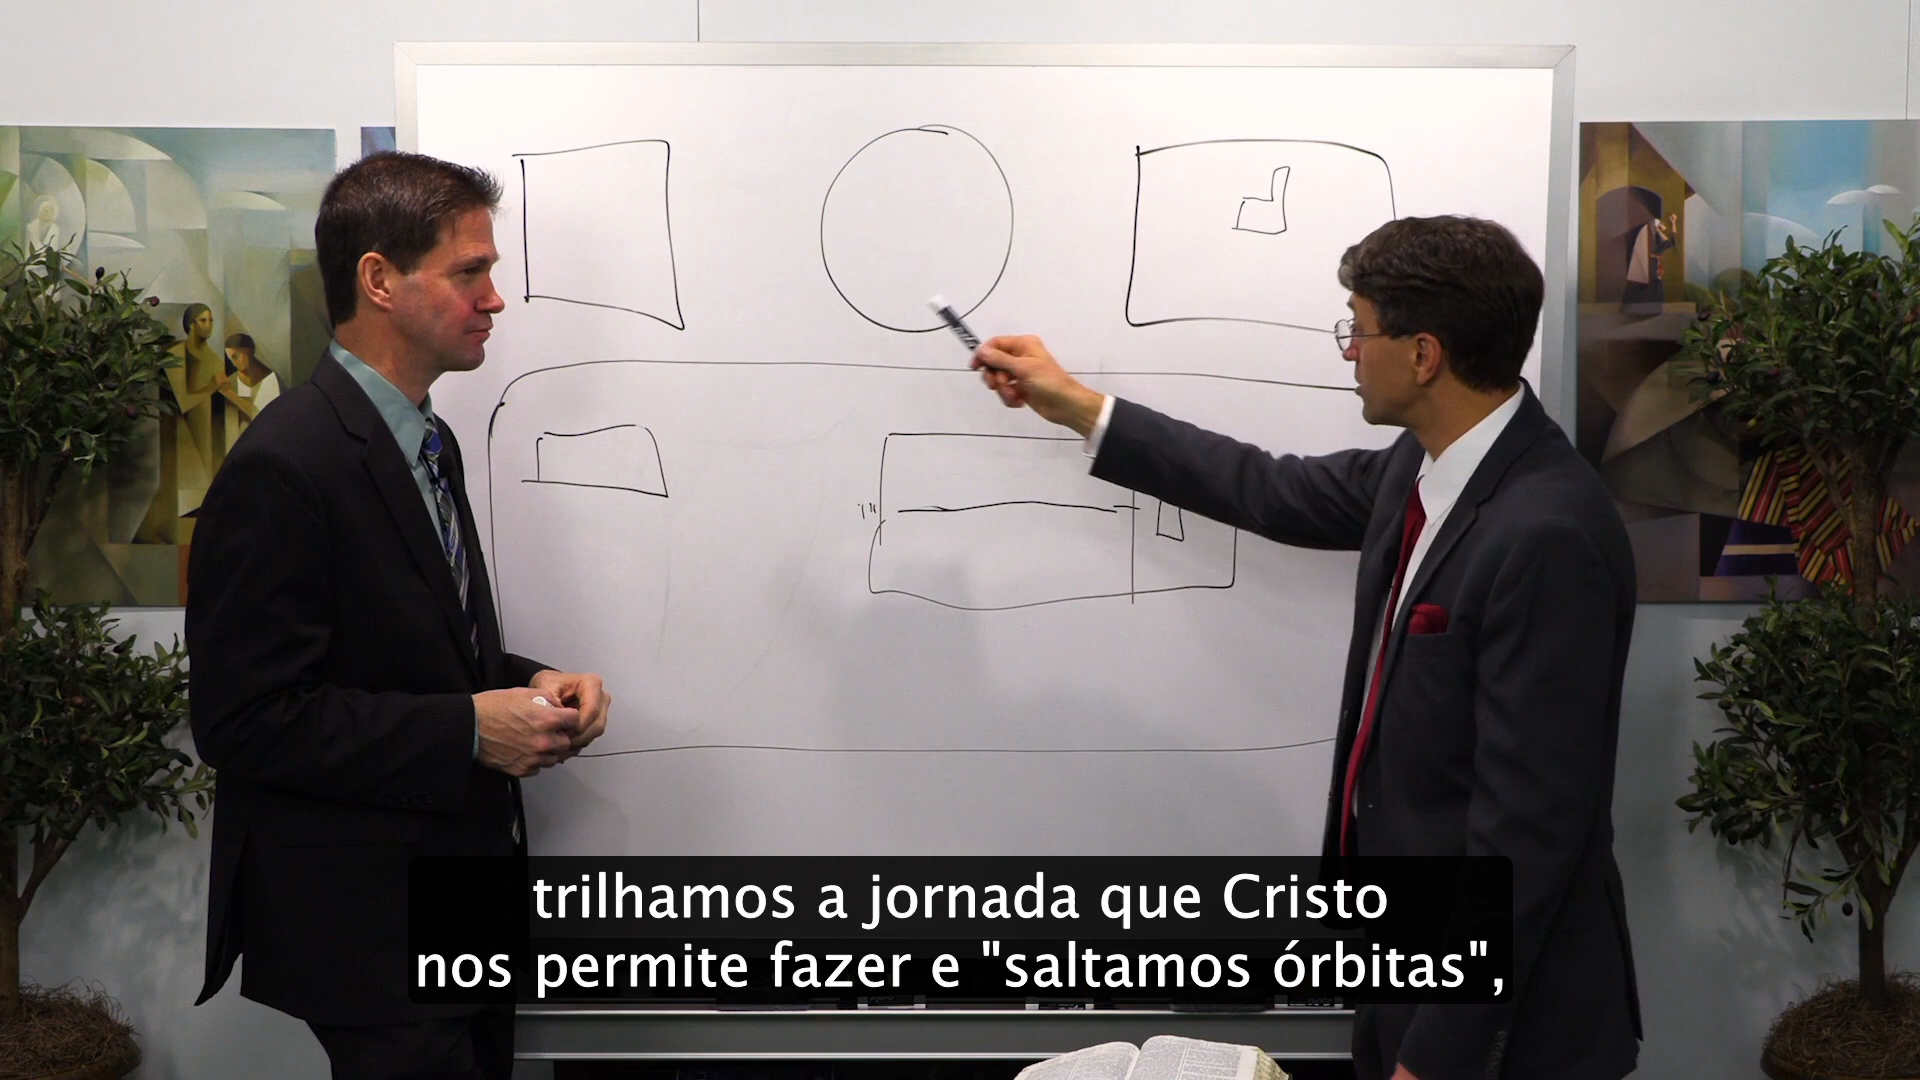 trilhamos a jornada que Cristo
nos permite fazer e "saltamos órbitas",